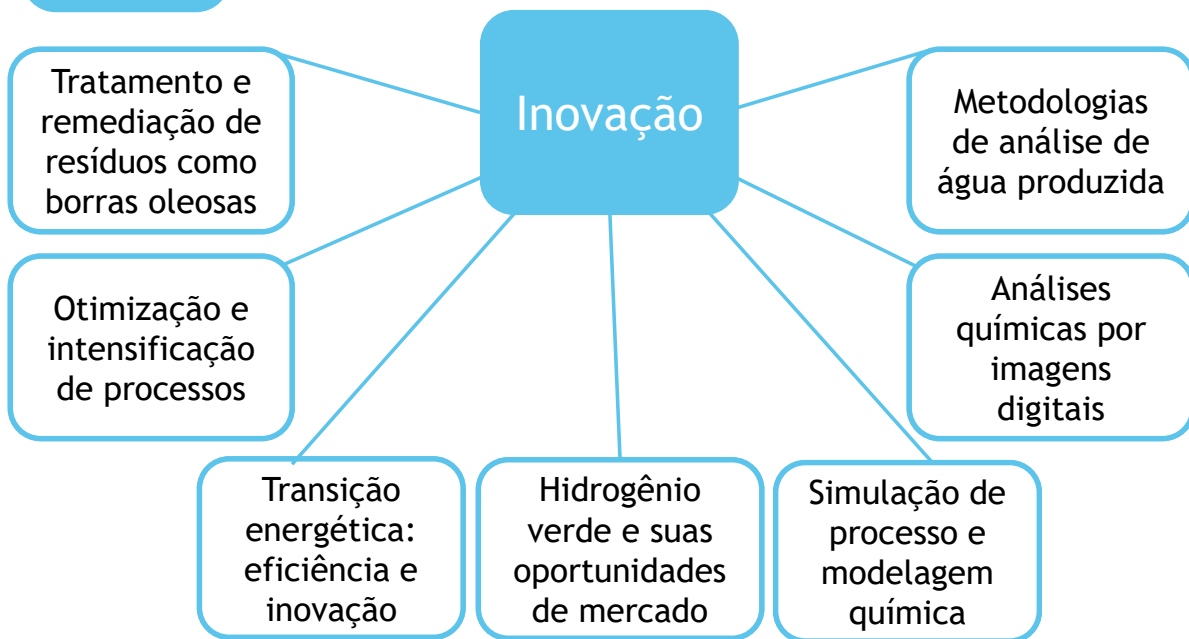 Inovação
Tratamento e
remediação de
resíduos como
borras oleosas
Metodologias
de análise de
água produzida
Otimização e
intensificação
de processos
Análises
químicas por
imagens
digitais
Transição
energética:
eficiência e
inovação
Hidrogênio
verde e suas
oportunidades
de mercado
Simulação de
processo e
modelagem
química